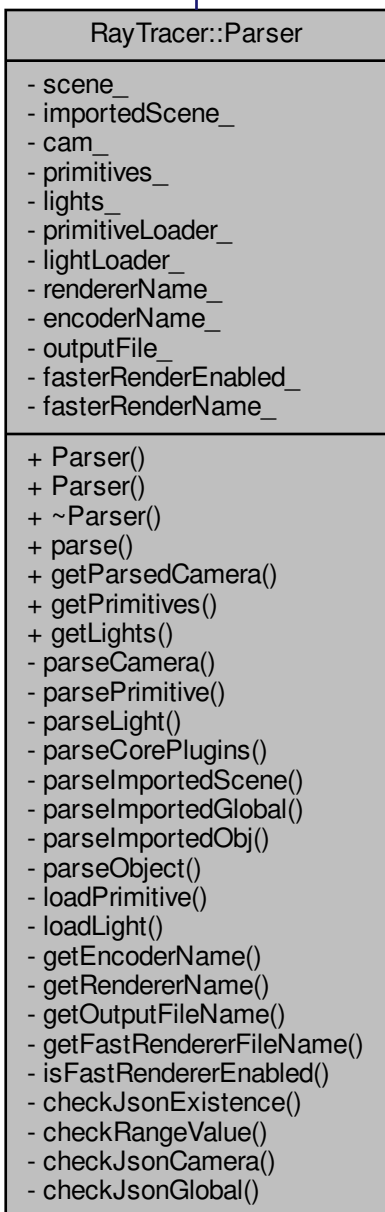 RayTracer::Parser
- scene_
- importedScene_
- cam_
- primitives_
- lights_
- primitiveLoader_
- lightLoader_
- rendererName_
- encoderName_
- outputFile_
- fasterRenderEnabled_
- fasterRenderName_
+ Parser()
+ Parser()
+ ~Parser()
+ parse()
+ getParsedCamera()
+ getPrimitives()
+ getLights()
- parseCamera()
- parsePrimitive()
- parseLight()
- parseCorePlugins()
- parseImportedScene()
- parseImportedGlobal()
- parseImportedObj()
- parseObject()
- loadPrimitive()
- loadLight()
- getEncoderName()
- getRendererName()
- getOutputFileName()
- getFastRendererFileName()
- isFastRendererEnabled()
- checkJsonExistence()
- checkRangeValue()
- checkJsonCamera()
- checkJsonGlobal()